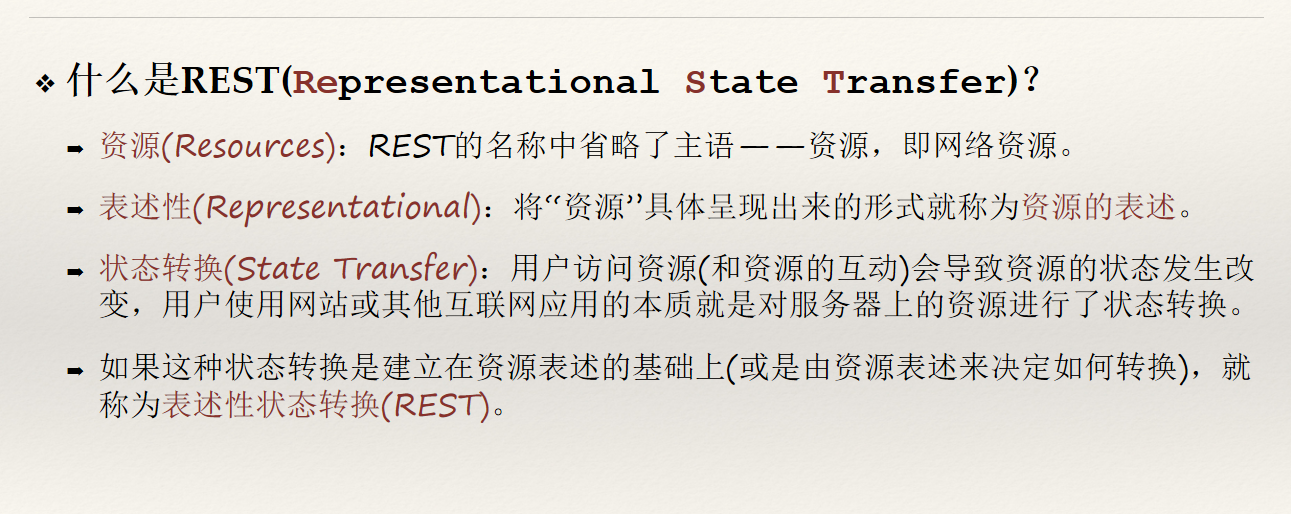 什么是REST(Representational State Transfer)？
资源(Resources)：REST的名称中省略了主语——资源，即网络资源。
表述性(Representational)：将“资源”具体呈现出来的形式就称为资源的表述。
状态转换(State Transfer)：用户访问资源(和资源的互动)会导致资源的状态发生改
变，用户使用网站或其他互联网应用的本质就是对服务器上的资源进行了状态转换。
如果这种状态转换是建立在资源表述的基础上(或是由资源表述来决定如何转换)，就
称为表述性状态转换(REST)。